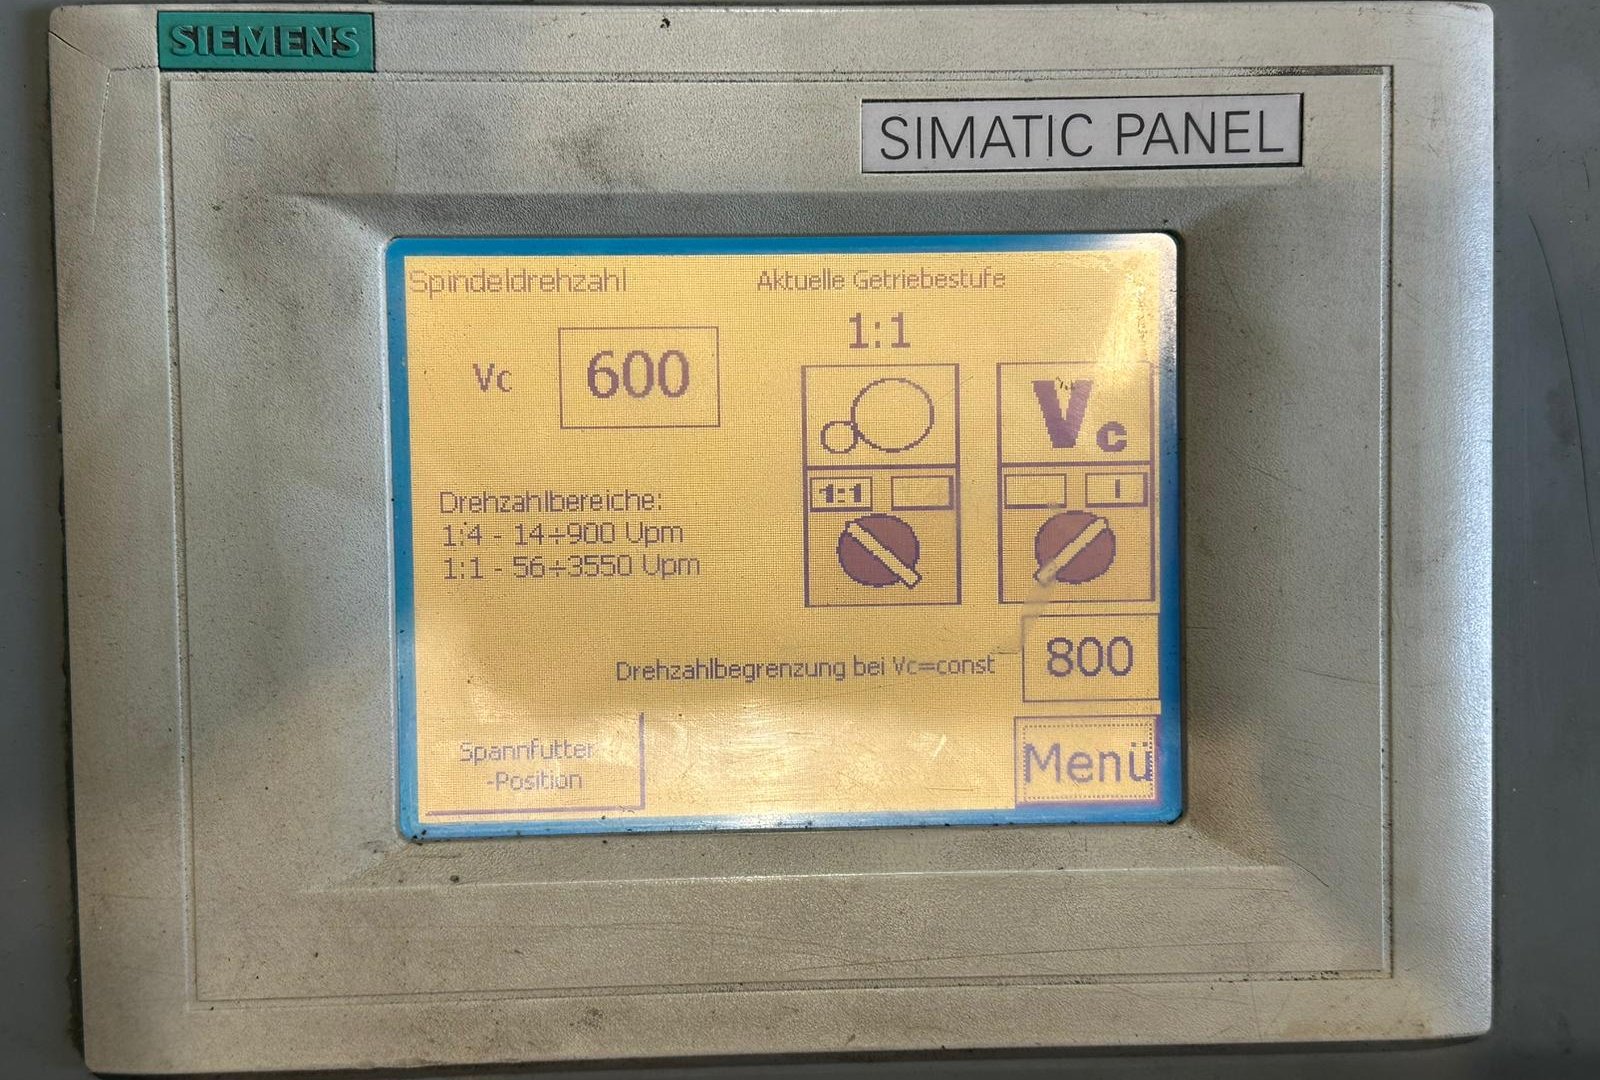 SIEMENS
SIMATIC PANEL
Spindeldrehzahl
Aktuelle Getriebestufe
1:1
Vc
600
Vc
1:1
I
Drehzahlbereiche:
1:4 - 14÷900 Upm
1:1 - 56÷3550 Upm
Drehzahlbegrenzung bei Vc=const
800
Spannfutter
-Position
Menü